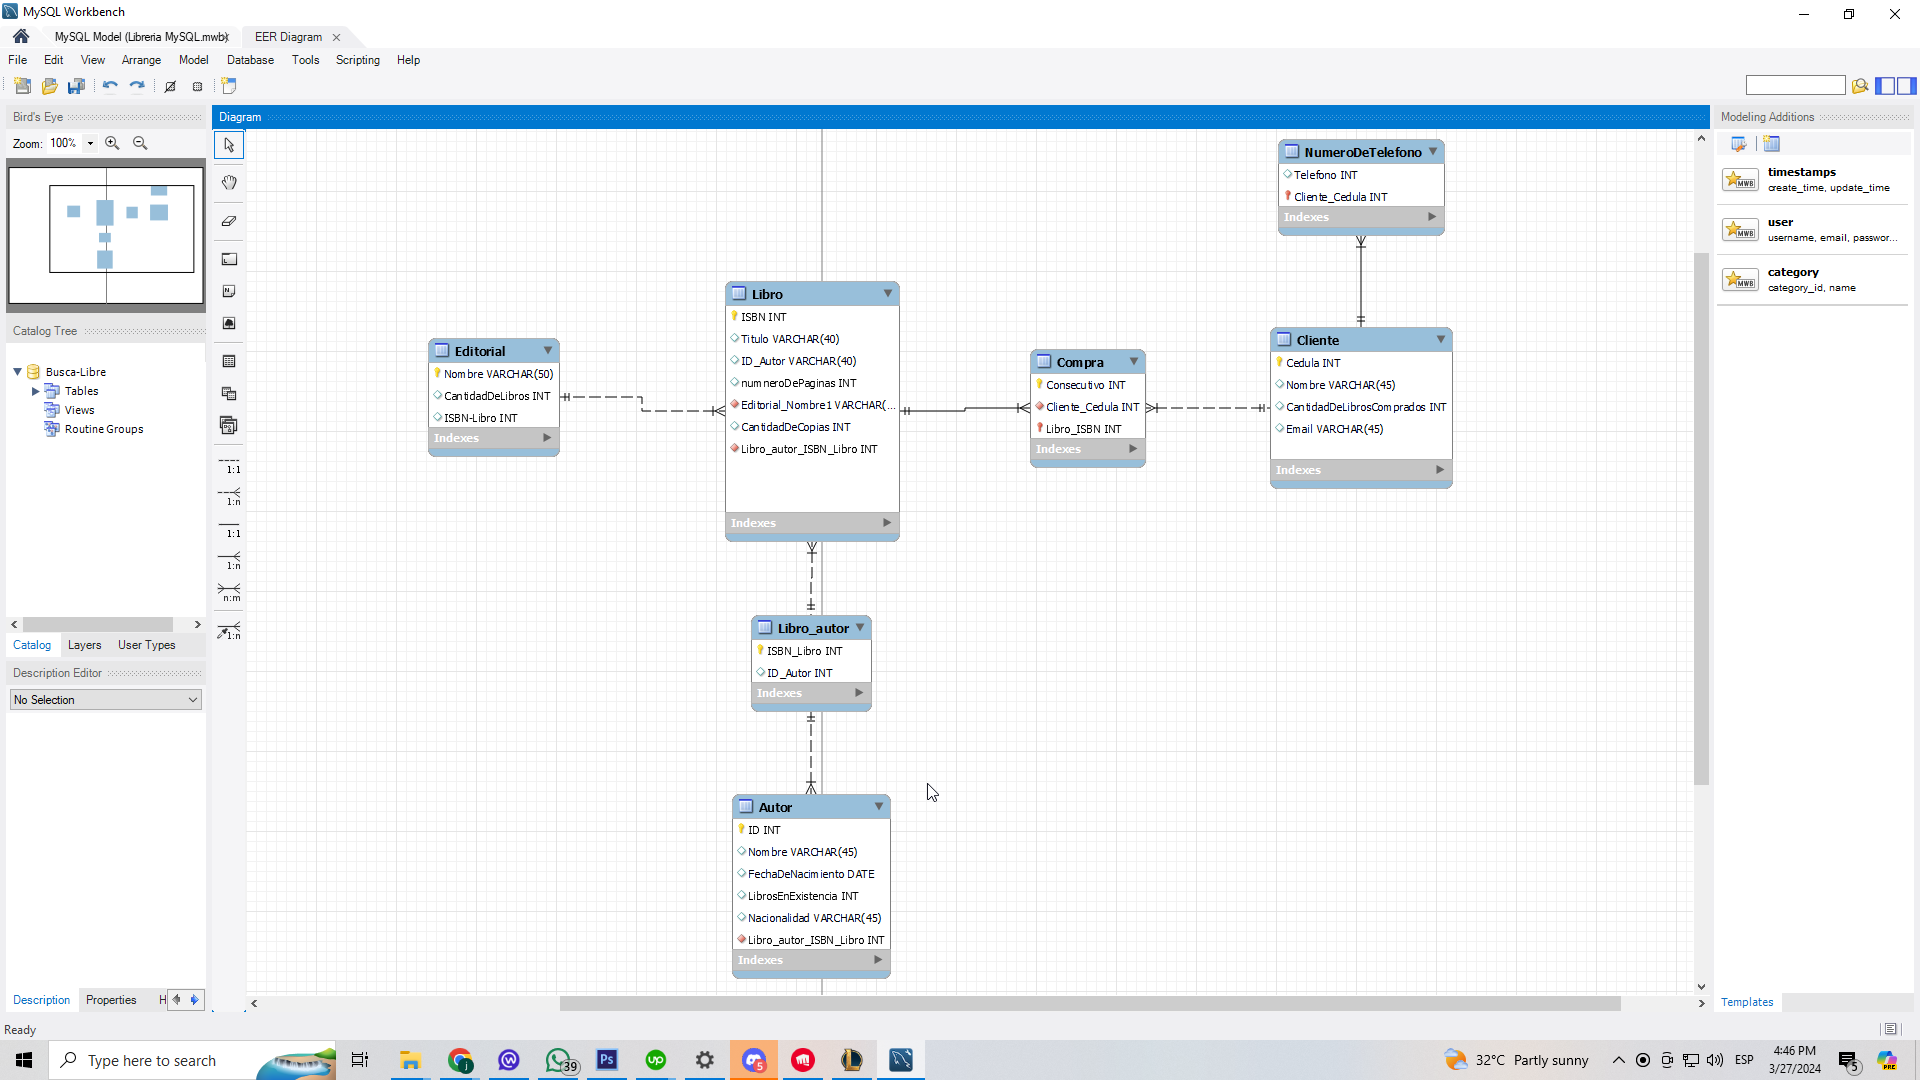 MySQL Workbench
MySQL Model (Libreria MySQL.mwb)
EER Diagram
File Edit View Arrange Model Database Tools Scripting Help
Bird's Eye
Zoom: 100%
Diagram
Modeling Additions
timestamps
create_time, update_time
user
username, email, passwor...
category
category_id, name
Catalog Tree
Busca-Libre
Tables
Views
Routine Groups
Catalog Layers User Types
Description Editor
No Selection
Description Properties H
1:1
1:n
1:1
1:n
n:m
1:n
NumeroDeTelefono
Telefono INT
Cliente_Cedula INT
Indexes
Libro
ISBN INT
Titulo VARCHAR(40)
ID_Autor VARCHAR(40)
numneroDePaginas INT
Editorial_Nombre1 VARCHAR(...
CantidadDeCopias INT
Libro_autor_ISBN_Libro INT
Indexes
Editorial
Nombre VARCHAR(50)
CantidadDeLibros INT
ISBN-Libro INT
Indexes
Compra
Consecutivo INT
Cliente_Cedula INT
Libro_ISBN INT
Indexes
Cliente
Cedula INT
Nombre VARCHAR(45)
CantidadDeLibrosComprados INT
Email VARCHAR(45)
Indexes
Libro_autor
ISBN_Libro INT
ID_Autor INT
Indexes
Autor
ID INT
Nombre VARCHAR(45)
FechaDeNacimiento DATE
LibrosEnExistencia INT
Nacionalidad VARCHAR(45)
Libro_autor_ISBN_Libro INT
Indexes
Templates
Ready
Type here to search
39
Ps
up
5
32°C Partly sunny
ESP
4:46 PM
3/27/2024
5
PRE